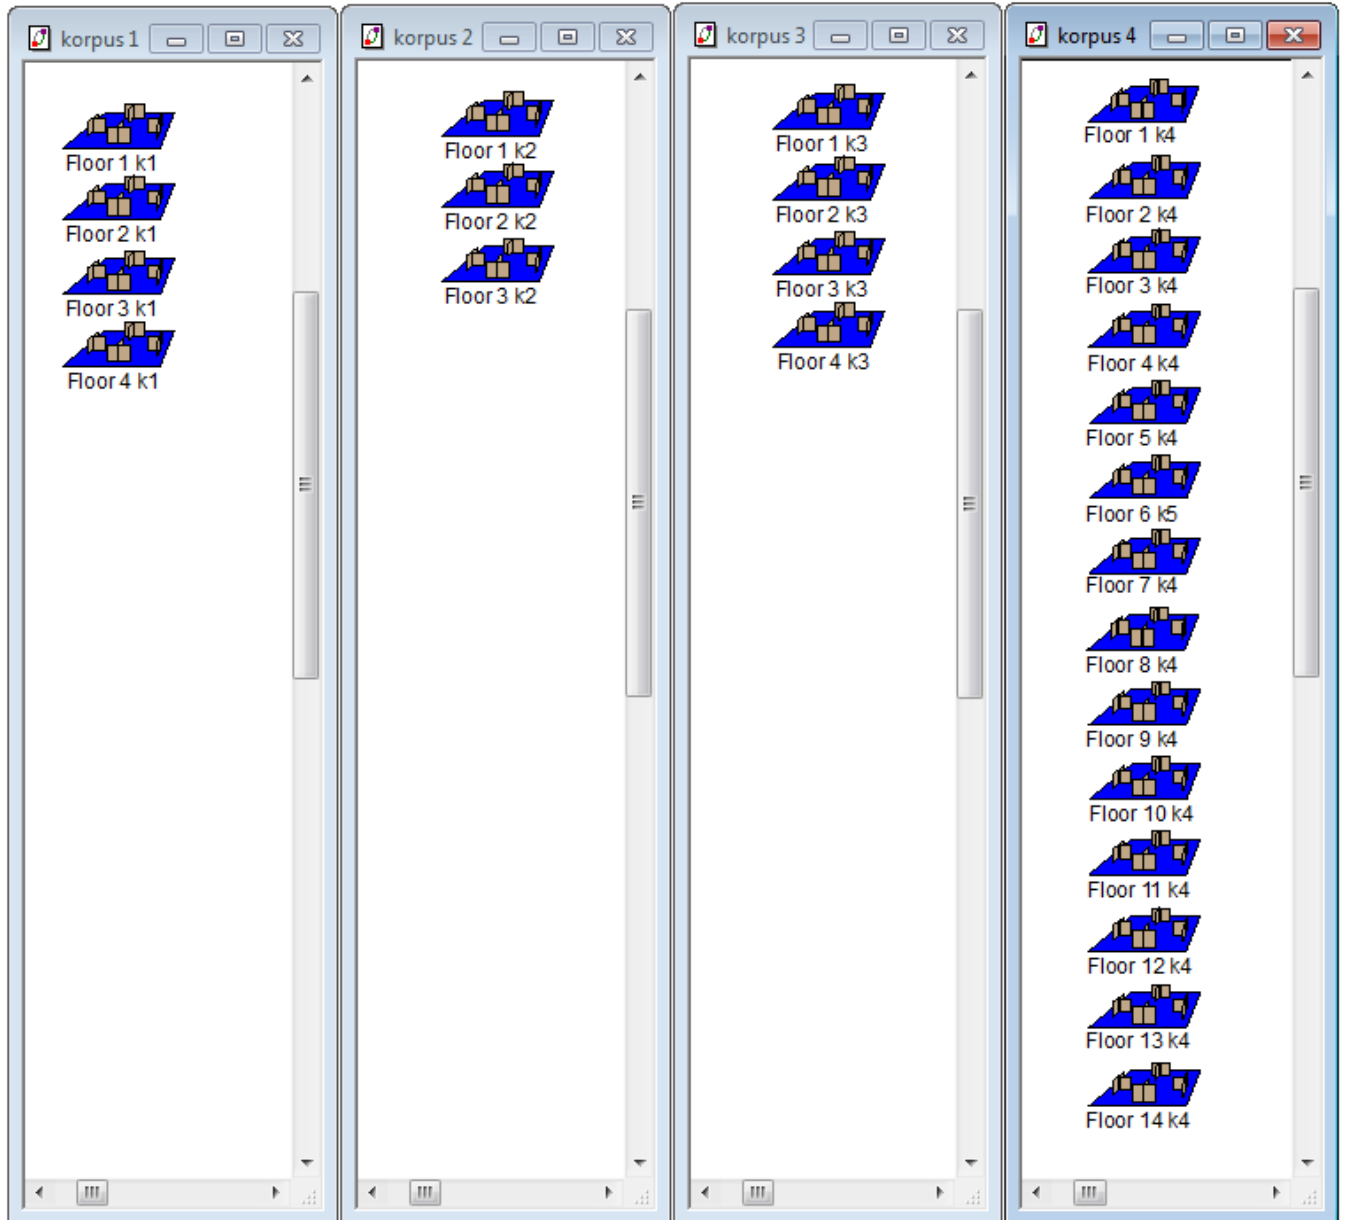 korpus 1
Floor 1 k1
Floor 2 k1
Floor 3 k1
Floor 4 k1
korpus 2
Floor 1 k2
Floor 2 k2
Floor 3 k2
korpus 3
Floor 1 k3
Floor 2 k3
Floor 3 k3
Floor 4 k3
korpus 4
Floor 1 k4
Floor 2 k4
Floor 3 k4
Floor 4 k4
Floor 5 k4
Floor 6 k5
Floor 7 k4
Floor 8 k4
Floor 9 k4
Floor 10 k4
Floor 11 k4
Floor 12 k4
Floor 13 k4
Floor 14 k4